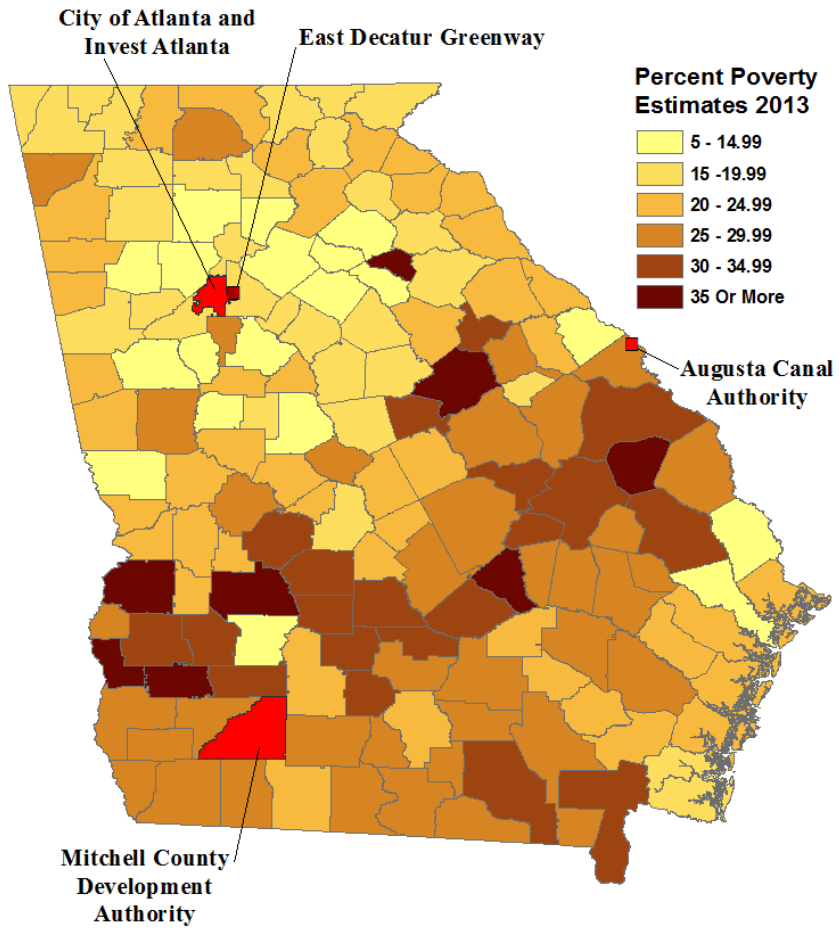 City of Atlanta and
Invest Atlanta
East Decatur Greenway
Percent Poverty
Estimates 2013
5 - 14.99
15 -19.99
20 - 24.99
25 - 29.99
30 - 34.99
35 Or More
Augusta Canal
Authority
Mitchell County
Development
Authority